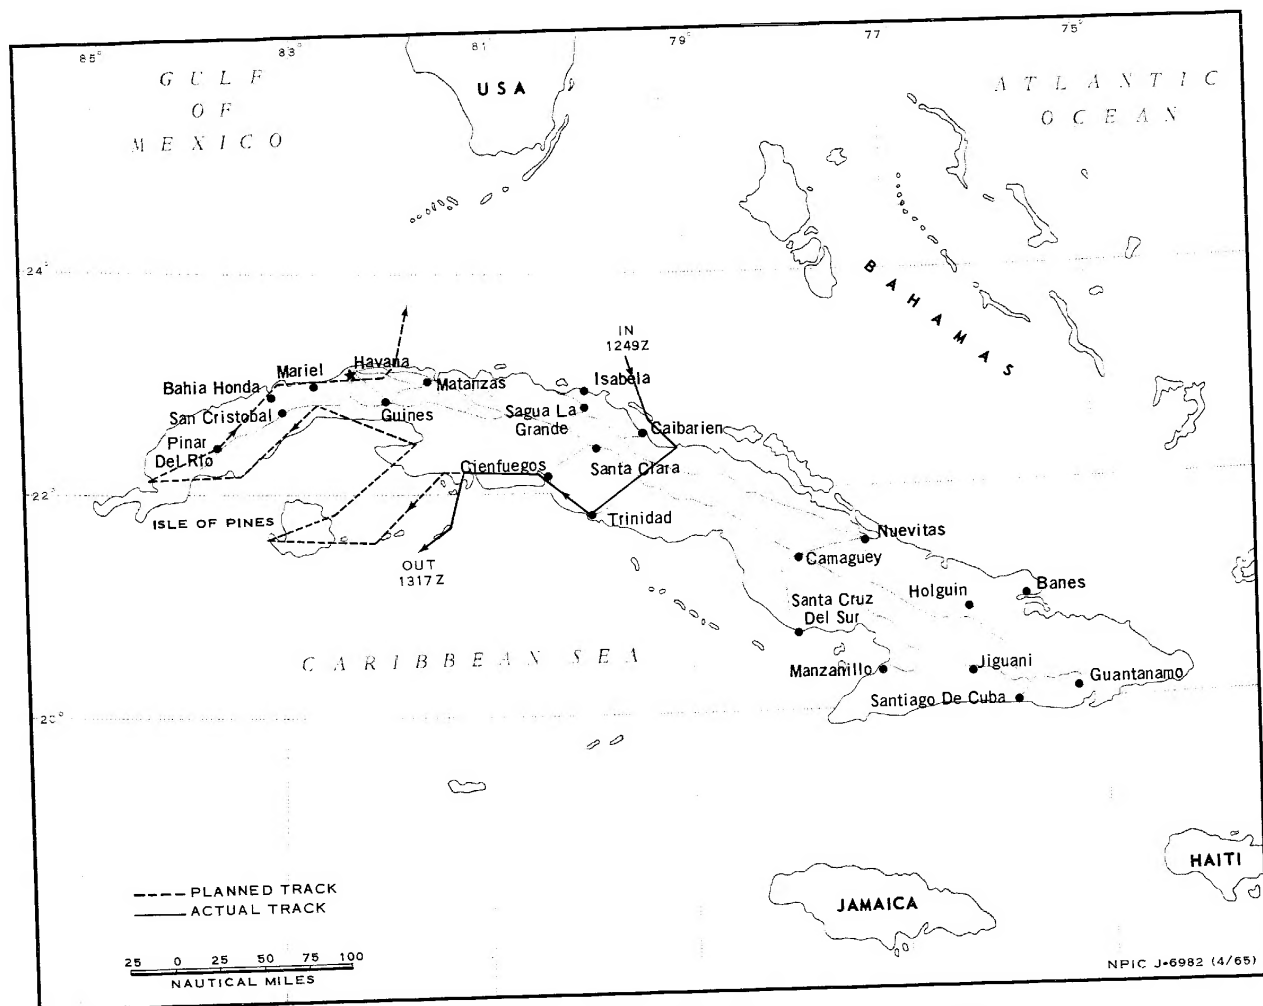 85°
83°
81
79°
77
75°
GULF
OF
MEXICO
USA
ATLANTIC
OCEAN
24°
BAHAMAS
IN
1249Z
Havana
Mariel
Bahia Honda
Matanzas
Isabela
San Cristobal
Guines
Sagua La
Grande
Caibarien
Pinar
Del Rio
Cienfuegos
Santa Clara
22°
ISLE OF PINES
Trinidad
Nuevitas
OUT
1317Z
Camaguey
Holguin
Banes
Santa Cruz
Del Sur
CARIBBEAN SEA
Manzanillo
Jiguani
Guantanamo
Santiago De Cuba
20°
HAITI
PLANNED TRACK
ACTUAL TRACK
JAMAICA
25 0 25 50 75 100
NAUTICAL MILES
NPIC J-6982 (4/65)